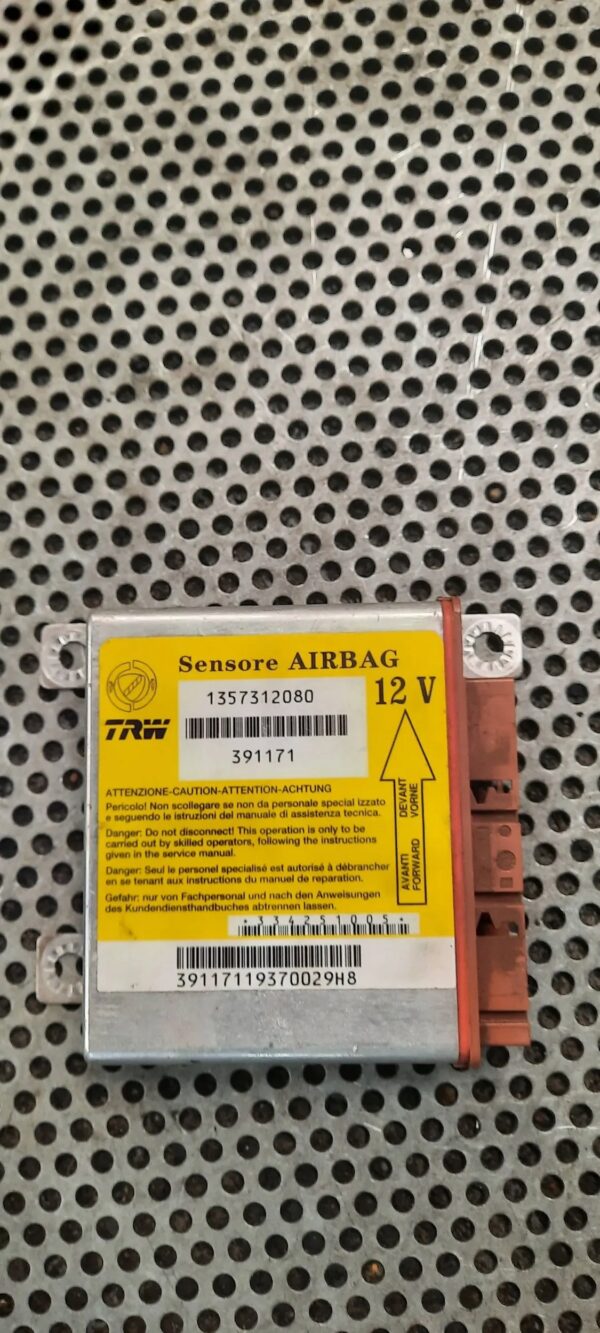 Sensore AIRBAG
1357312080
12 V
TRW
391171
ATTENZIONE-CAUTION-ATTENTION-ACHTUNG
Pericolo! Non scollegare se non da personale special izzato
e seguendo le istruzioni del manuale di assistenza tecnica.
Danger: Do not disconnect! This operation is only to be
carried out by skilled operators, following the instructions
given in the service manual.
Danger: Seul le personel specialisé est autorisé à débrancher
en se tenant aux instructions du manuel de reparation.
Gefahr: nur von Fachpersonal und nach den Anweisungen
des Kundendiensthandbuches abtrennen lassen.
AVANTI DEVANT
FORWARD VORNE
*334251005*
39117119370029H8